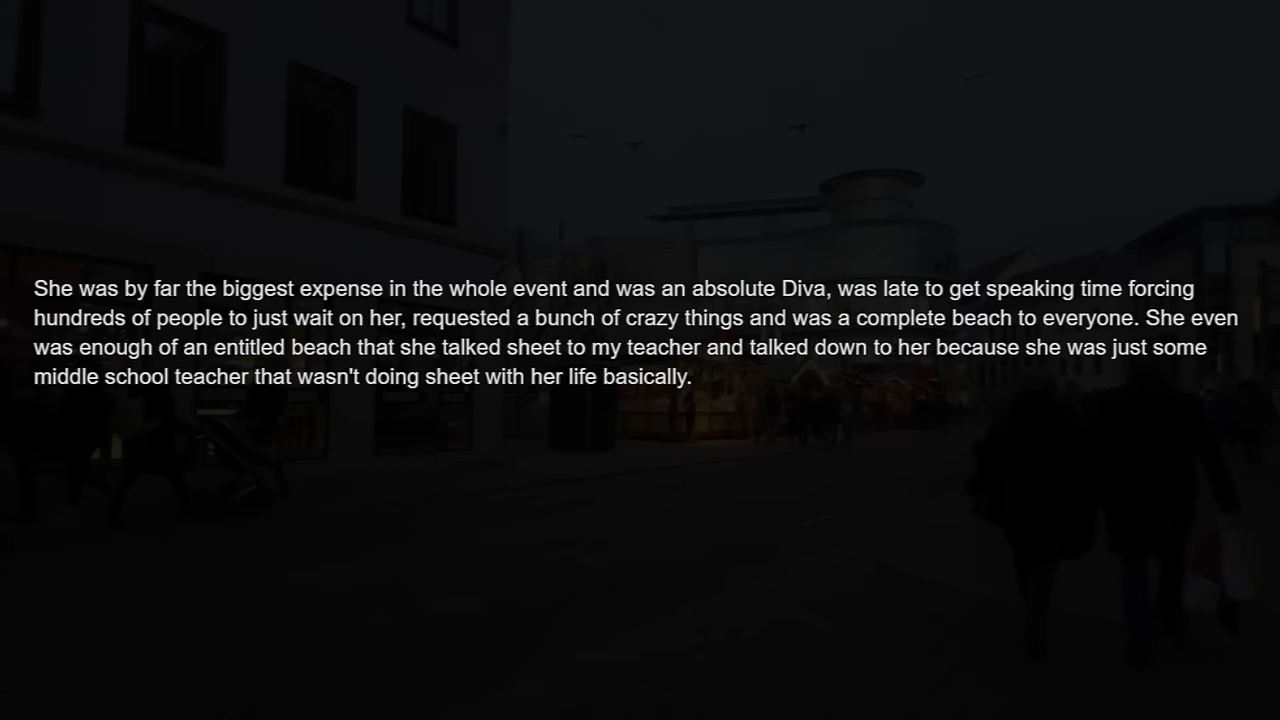 She was by far the biggest expense in the whole event and was an absolute Diva, was late to get speaking time forcing
hundreds of people to just wait on her, requested a bunch of crazy things and was a complete beach to everyone. She even
was enough of an entitled beach that she talked sheet to my teacher and talked down to her because she was just some
middle school teacher that wasn't doing sheet with her life basically.